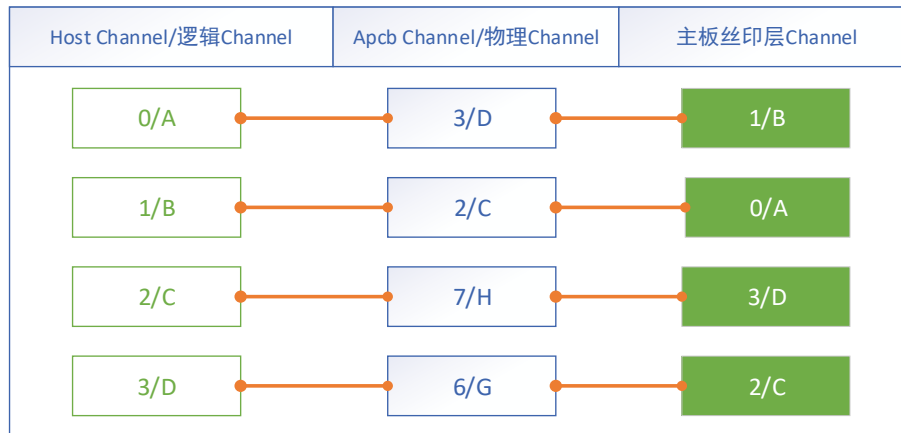 Host Channel/逻辑Channel Apcb Channel/物理Channel 主板丝印层Channel
0/A 3/D 1/B
1/B 2/C 0/A
2/C 7/H 3/D
3/D 6/G 2/C